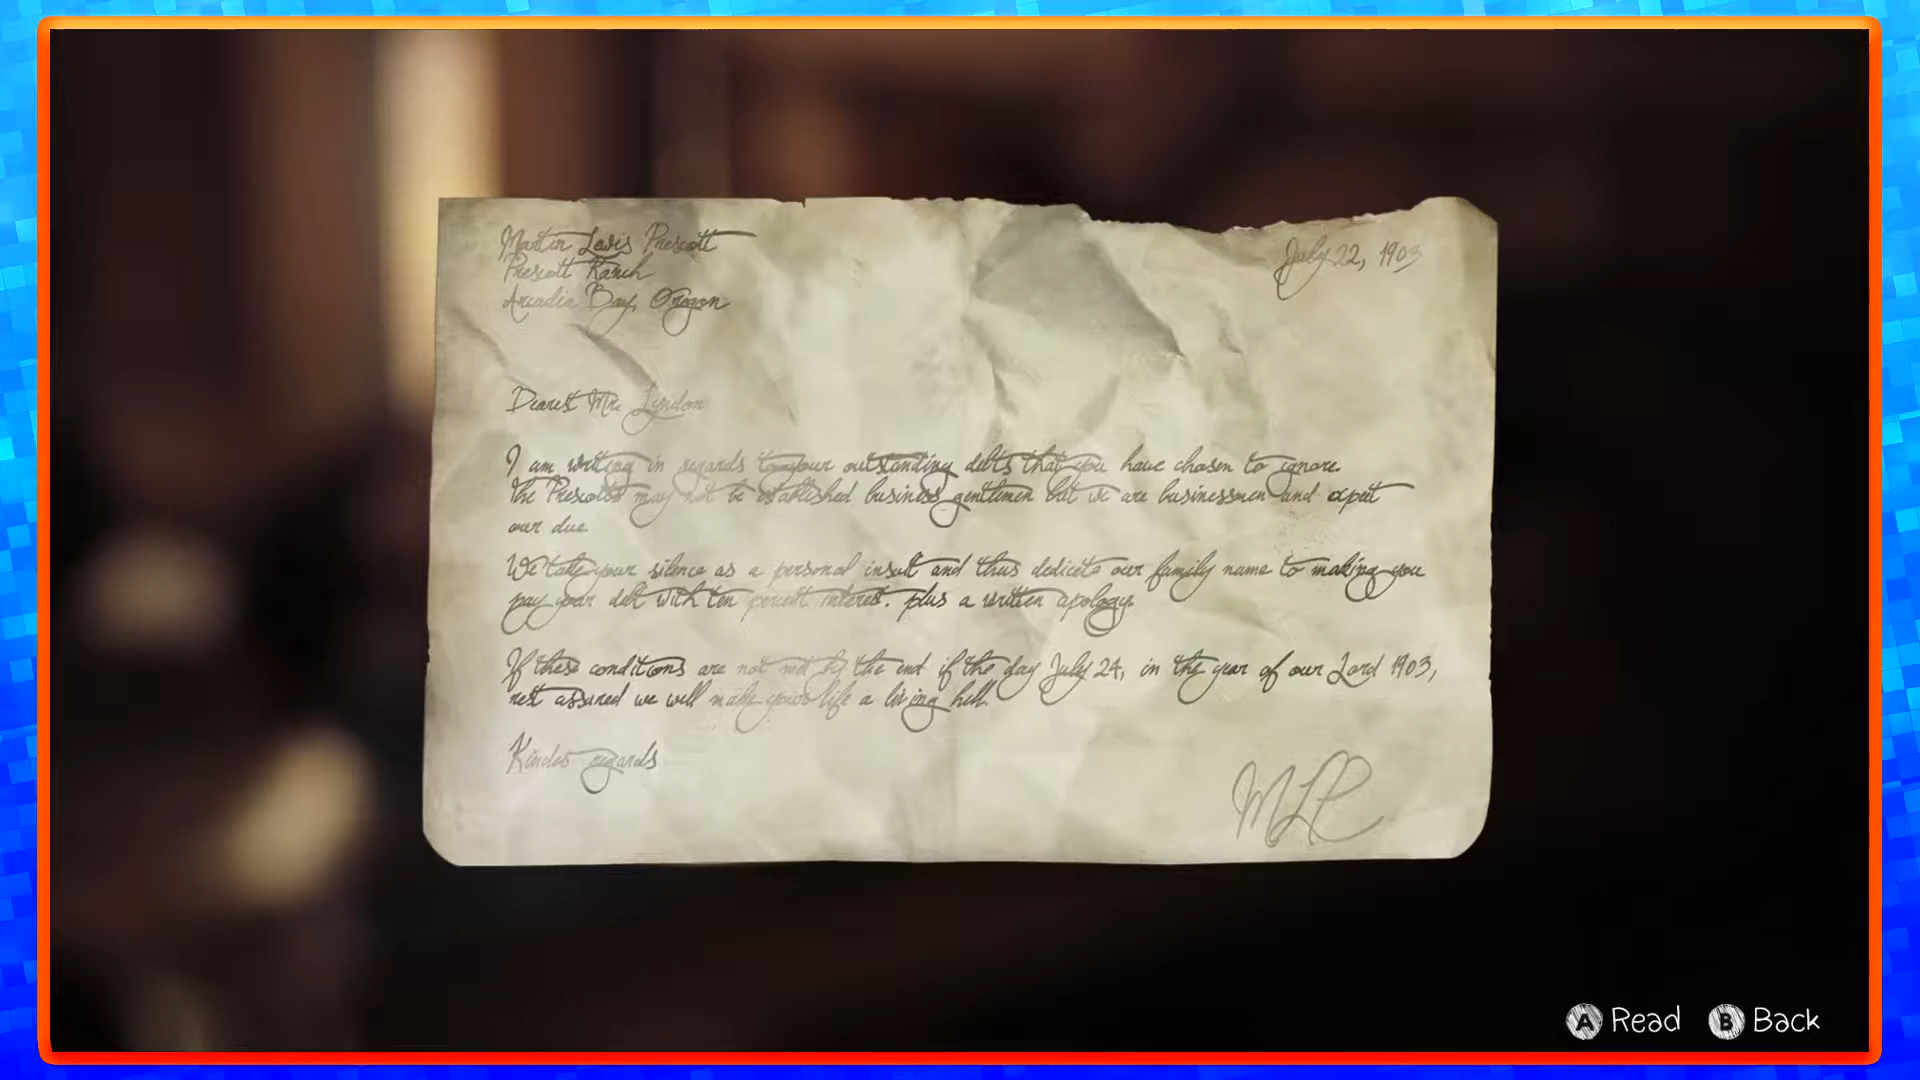 Martin Lewis Prescott
Prescott Ranch
Arcadia Bay, Oregon
July 22, 1903
Dearest Mr. Lyndon
I am writing in regards to your outstanding debts that you have chosen to ignore.
The Prescotts may not be established business gentlemen but we are businessmen and expect
our due.
We take your silence as a personal insult and thus dedicate our family name to making you
pay your debt with ten percent interest. plus a written apology.
If these conditions are not met by the end if the day July 24, in the year of our Lord 1903,
rest assured we will make your life a living hell.
regards
MLP
A Read B Back